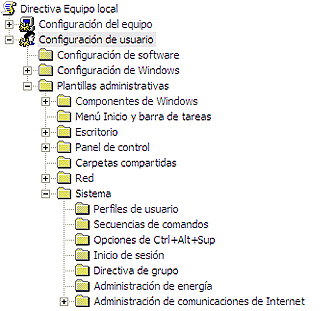 Directiva Equipo local
Configuración del equipo
Configuración de usuario
Configuración de software
Configuración de Windows
Plantillas administrativas
Componentes de Windows
Menú Inicio y barra de tareas
Escritorio
Panel de control
Carpetas compartidas
Red
Sistema
Perfiles de usuario
Secuencias de comandos
Opciones de Ctrl+Alt+Sup
Inicio de sesión
Directiva de grupo
Administración de energía
Administración de comunicaciones de Internet